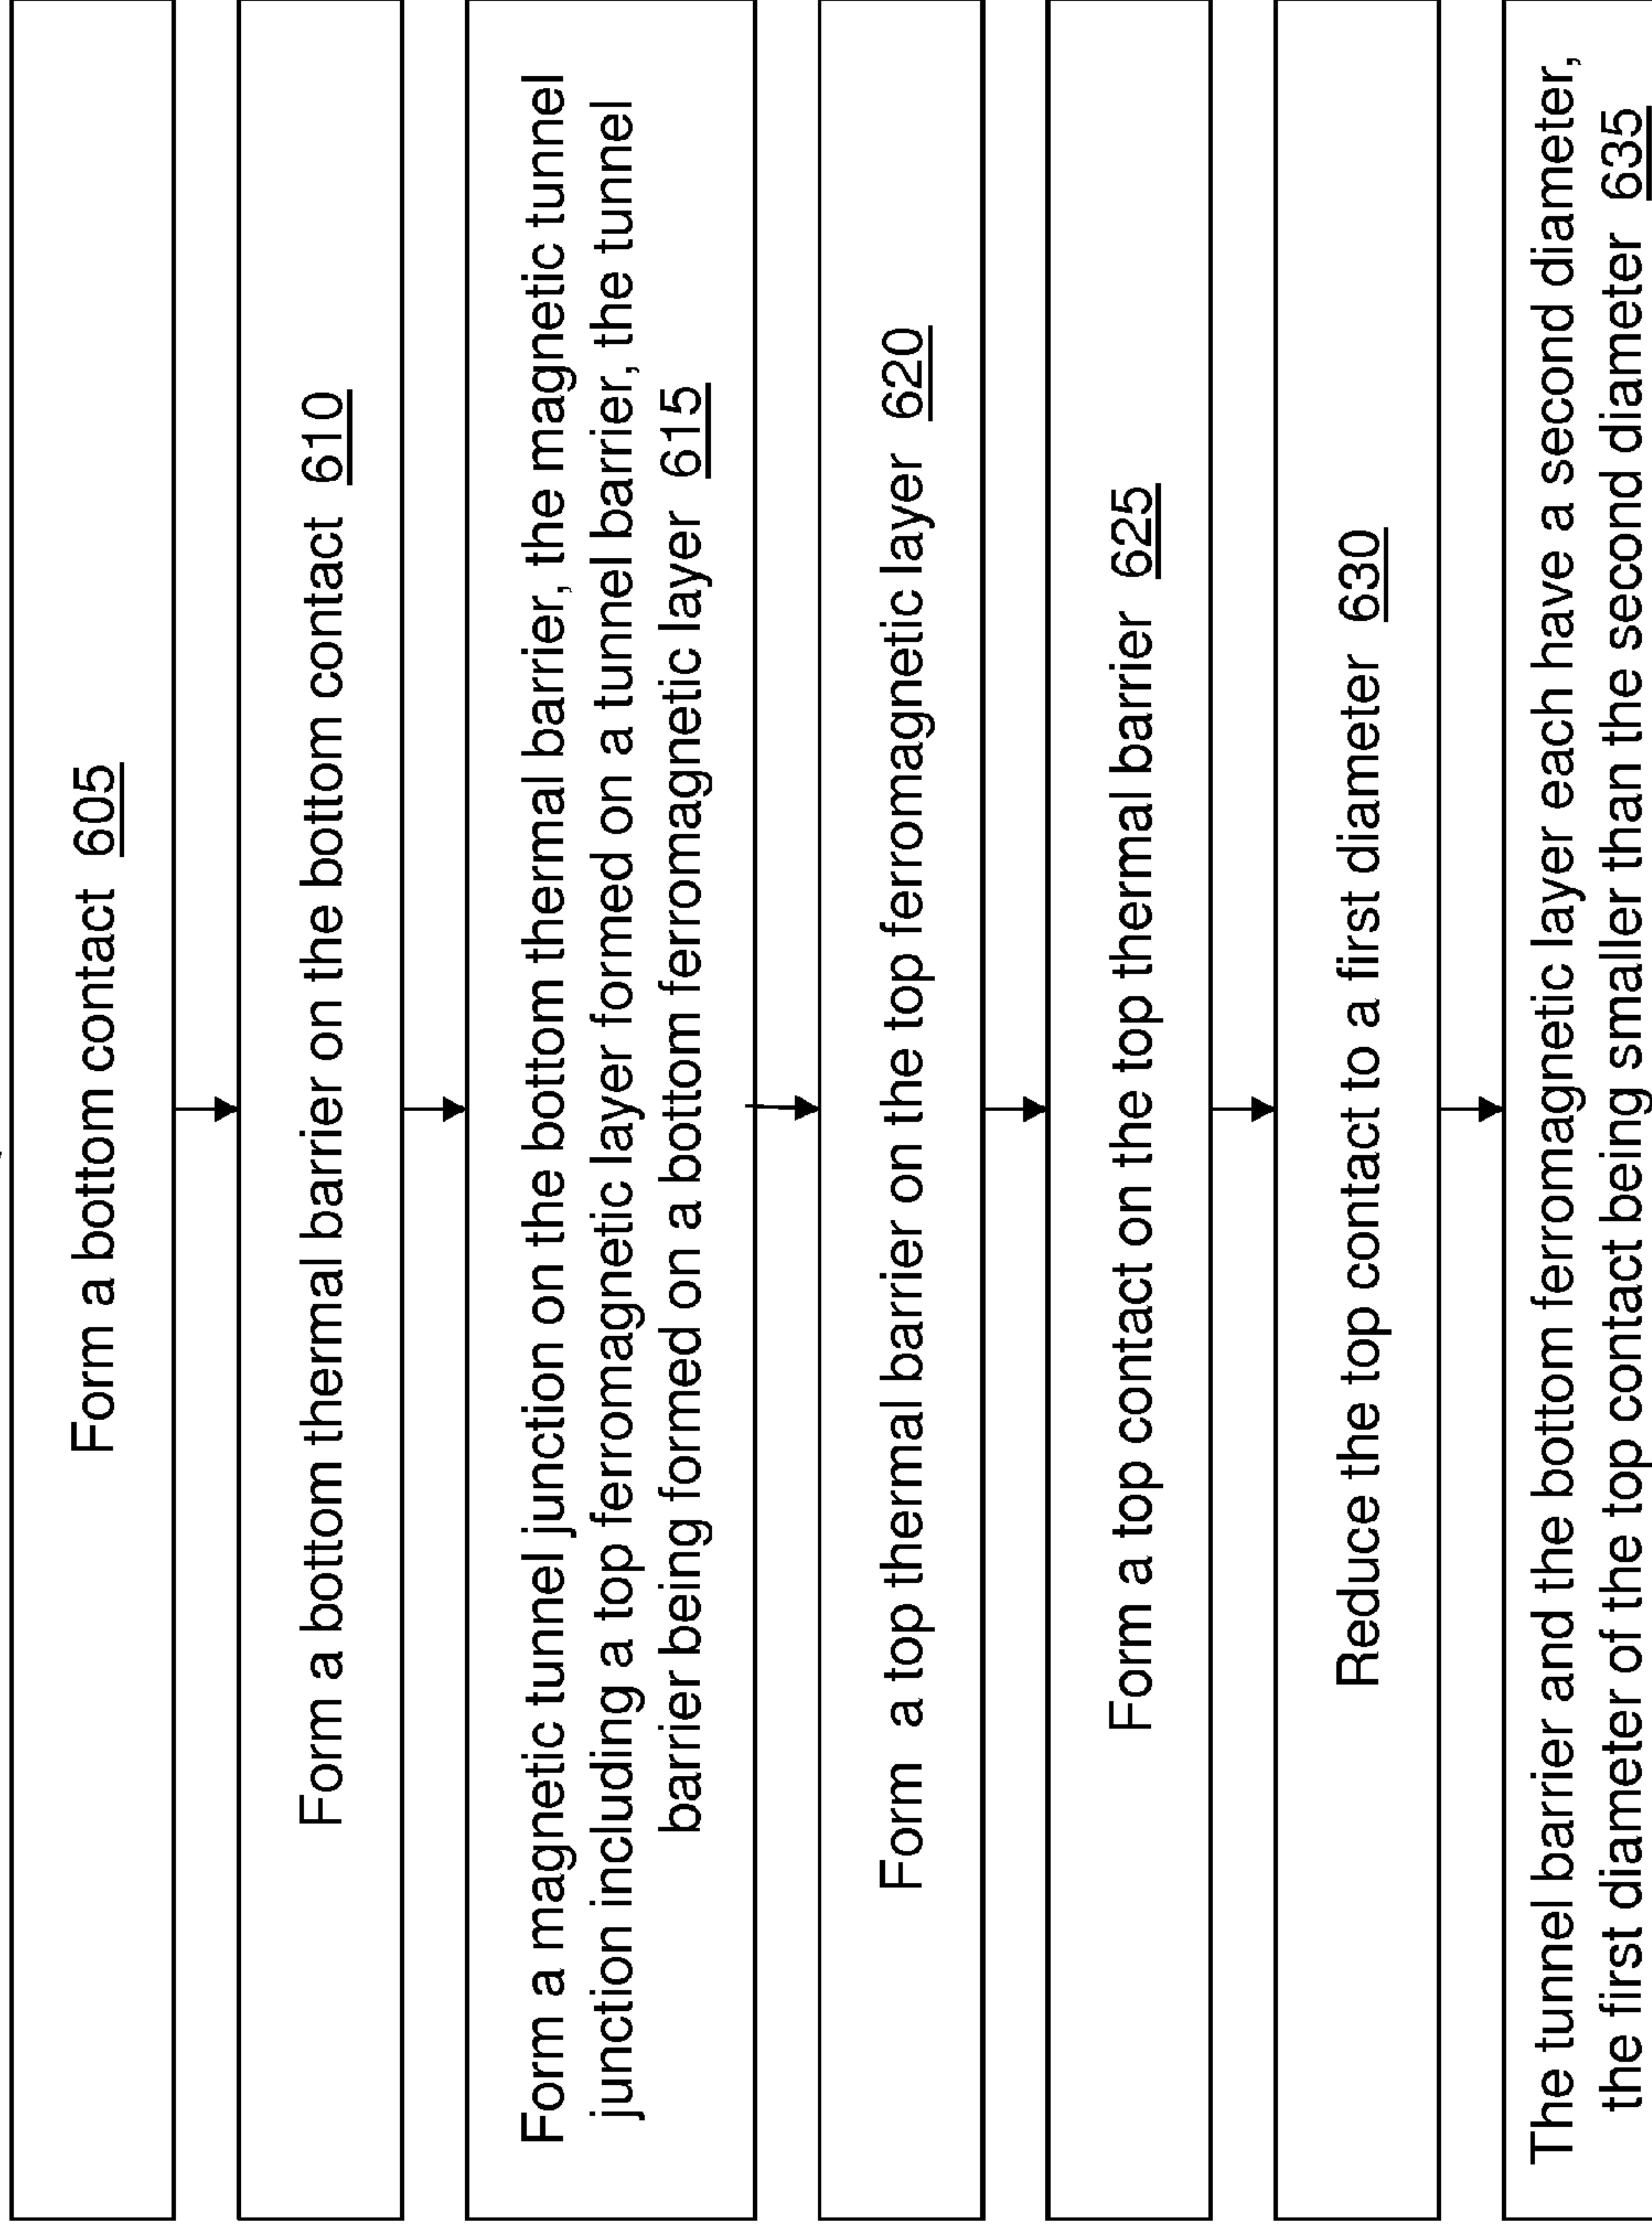 Form a bottom contact 605
Form a bottom thermal barrier on the bottom contact 610
Form a magnetic tunnel junction on the bottom thermal barrier, the magnetic tunnel
junction including a top ferromagnetic layer formed on a tunnel barrier, the tunnel
barrier being formed on a bottom ferromagnetic layer 615
Form a top thermal barrier on the top ferromagnetic layer 620
Form a top contact on the top thermal barrier 625
Reduce the top contact to a first diameter 630
The tunnel barrier and the bottom ferromagnetic layer each have a second diameter,
the first diameter of the top contact being smaller than the second diameter 635